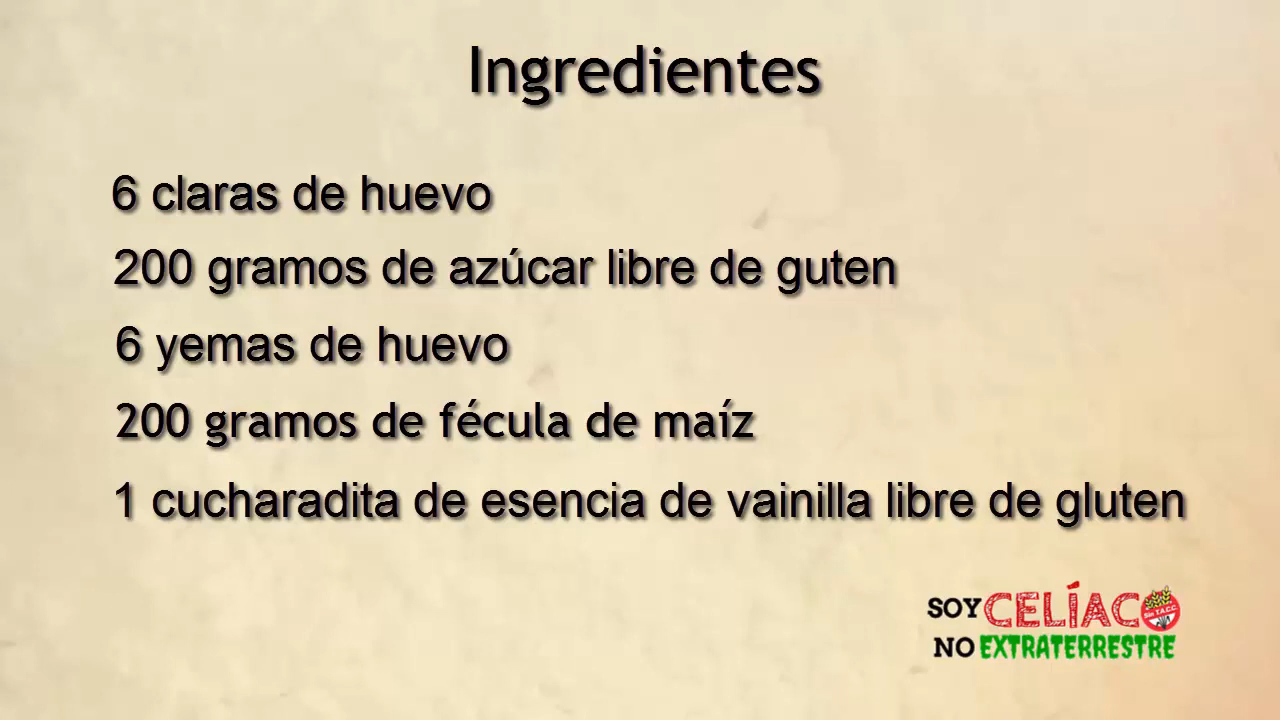 Ingredientes
6 claras de huevo
200 gramos de azúcar libre de guten
6 yemas de huevo
200 gramos de fécula de maíz
1 cucharadita de esencia de vainilla libre de gluten
SOY CELÍACO
Sin T.A.C.C.
NO EXTRATERRESTRE